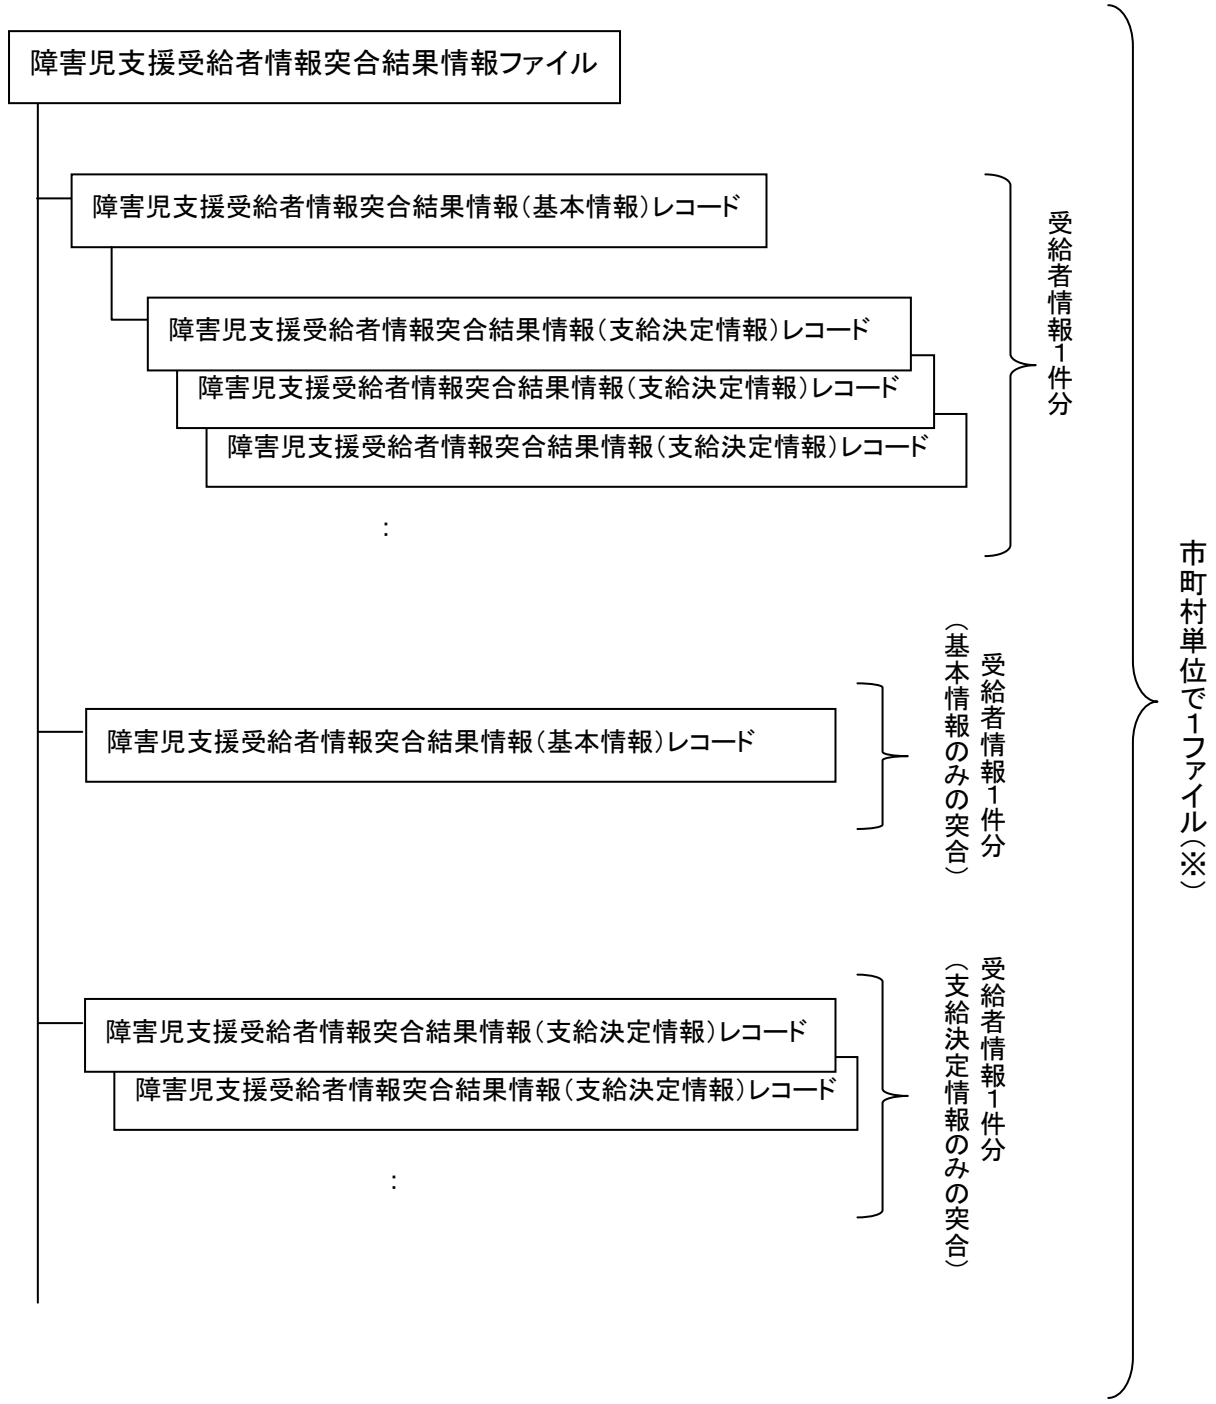 障害児支援受給者情報突合結果情報ファイル
障害児支援受給者情報突合結果情報(基本情報)レコード
障害児支援受給者情報突合結果情報(支給決定情報)レコード
障害児支援受給者情報突合結果情報(支給決定情報)レコード
障害児支援受給者情報突合結果情報(支給決定情報)レコード
:
受給者情報1件分
障害児支援受給者情報突合結果情報(基本情報)レコード
受給者情報1件分
(基本情報のみの突合)
障害児支援受給者情報突合結果情報(支給決定情報)レコード
障害児支援受給者情報突合結果情報(支給決定情報)レコード
:
受給者情報1件分
(支給決定情報のみの突合)
市町村単位で1ファイル(※)